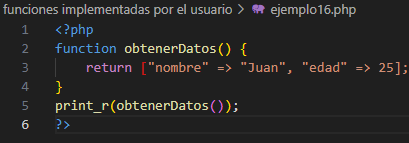 funciones implementadas por el usuario > ejemplo16.php
1 <?php
2 function obtenerDatos() {
3     return ["nombre" => "Juan", "edad" => 25];
4 }
5 print_r(obtenerDatos());
6 ?>